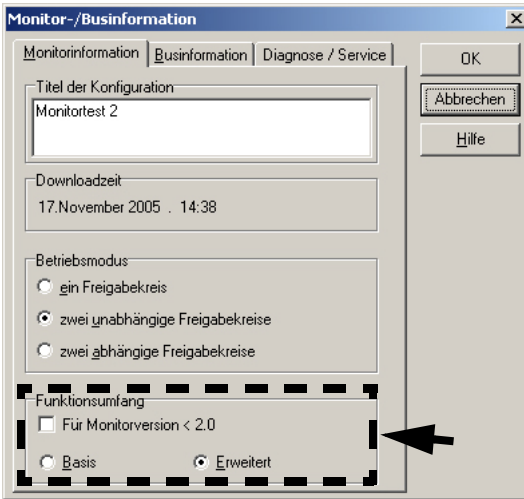 Monitor-/Businformation
Monitorinformation
Businformation
Diagnose / Service
OK
Abbrechen
Hilfe
Titel der Konfiguration
Monitortest 2
Downloadzeit
17.November 2005 . 14:38
Betriebsmodus
ein Freigabekreis
zwei unabhängige Freigabekreise
zwei abhängige Freigabekreise
Funktionsumfang
Für Monitorversion < 2.0
Basis
Erweitert